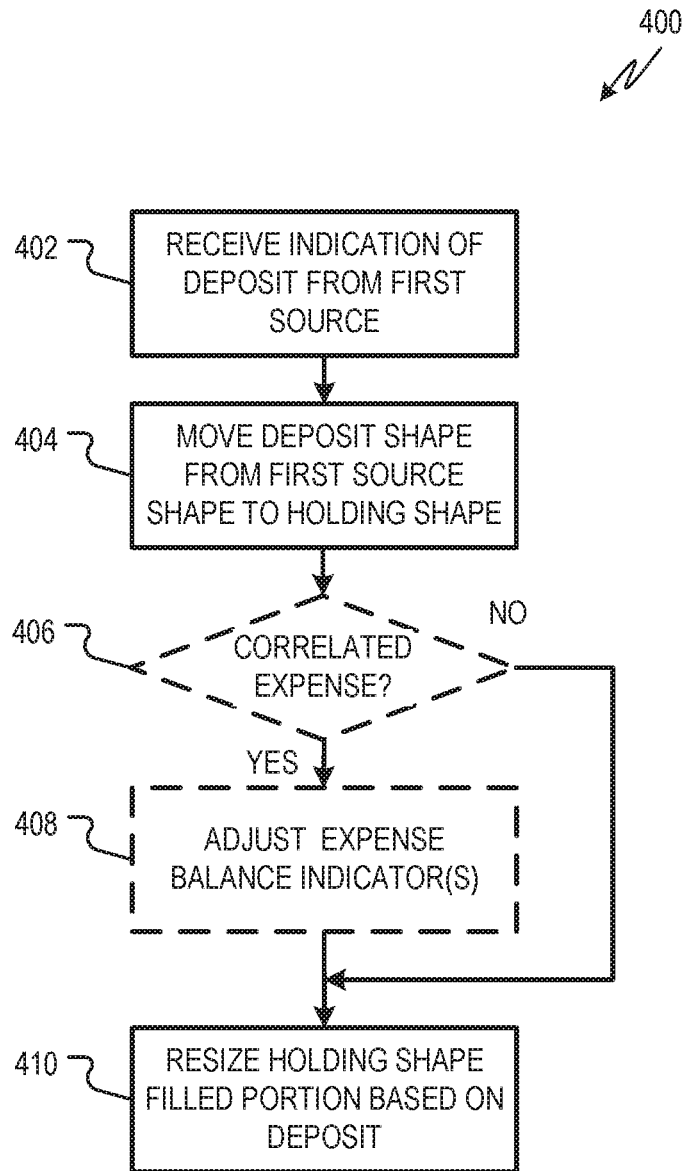 400
402
RECEIVE INDICATION OF
DEPOSIT FROM FIRST
SOURCE
404
MOVE DEPOSIT SHAPE
FROM FIRST SOURCE
SHAPE TO HOLDING SHAPE
406
CORRELATED
EXPENSE?
NO
YES
408
ADJUST EXPENSE
BALANCE INDICATOR(S)
410
RESIZE HOLDING SHAPE
FILLED PORTION BASED ON
DEPOSIT